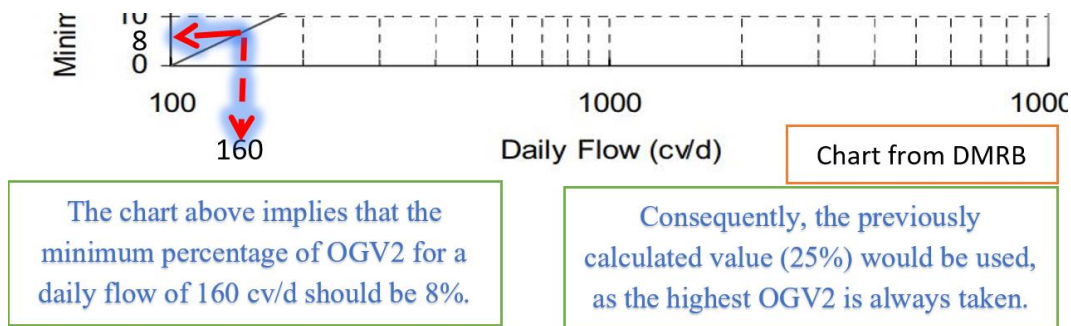 10
Minim
8
0
100
1000
1000
160
Daily Flow (cv/d)
Chart from DMRB
The chart above implies that the
minimum percentage of OGV2 for a
daily flow of 160 cv/d should be 8%.
Consequently, the previously
calculated value (25%) would be used,
as the highest OGV2 is always taken.